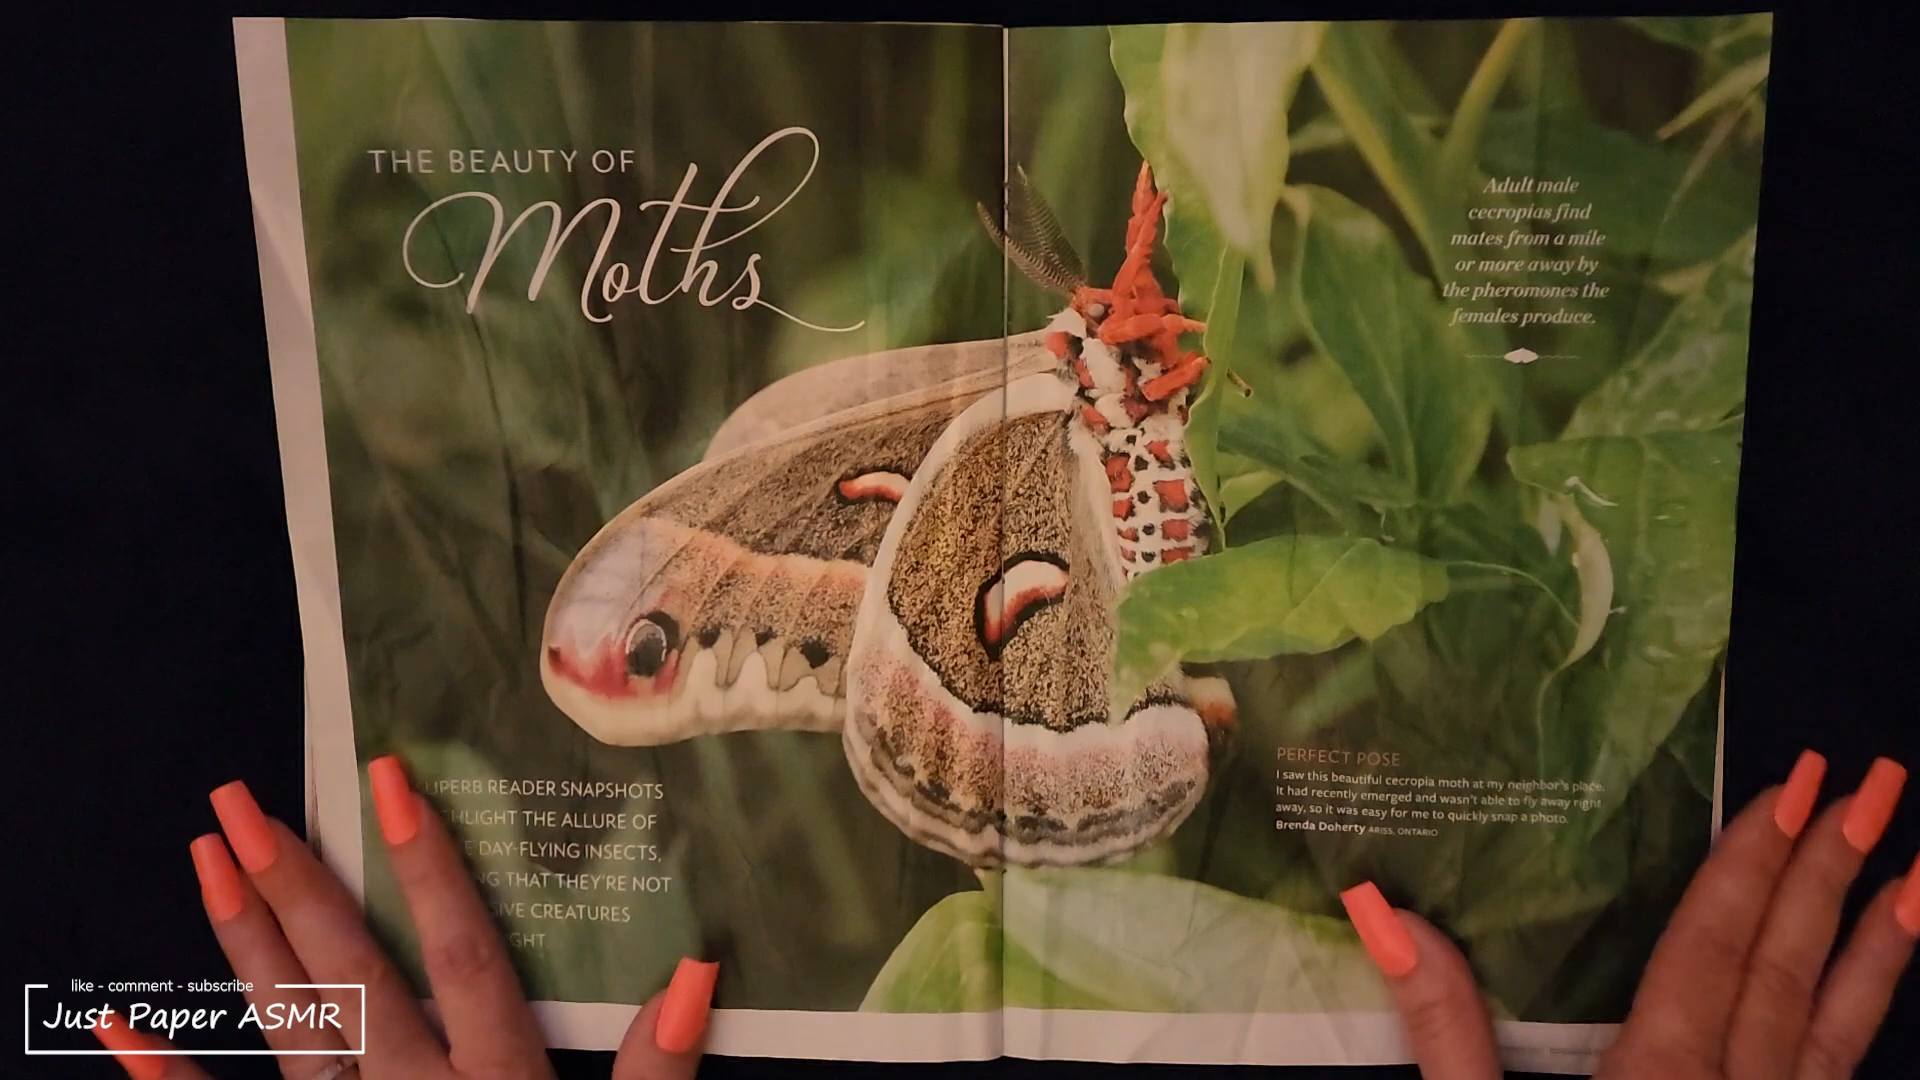 THE BEAUTY OF
Moths
Adult male
cecropias find
mates from a mile
or more away by
the pheromones the
females produce.
UPERB READER SNAPSHOTS
HLIGHT THE ALLURE OF
E DAY-FLYING INSECTS,
NG THAT THEY'RE NOT
SIVE CREATURES
GHT
PERFECT POSE
I saw this beautiful cecropia moth at my neighbor's place.
It had recently emerged and wasn't able to fly away right
away, so it was easy for me to quickly snap a photo.
Brenda Doherty ARISS, ONTARIO
like - comment - subscribe
Just Paper ASMR